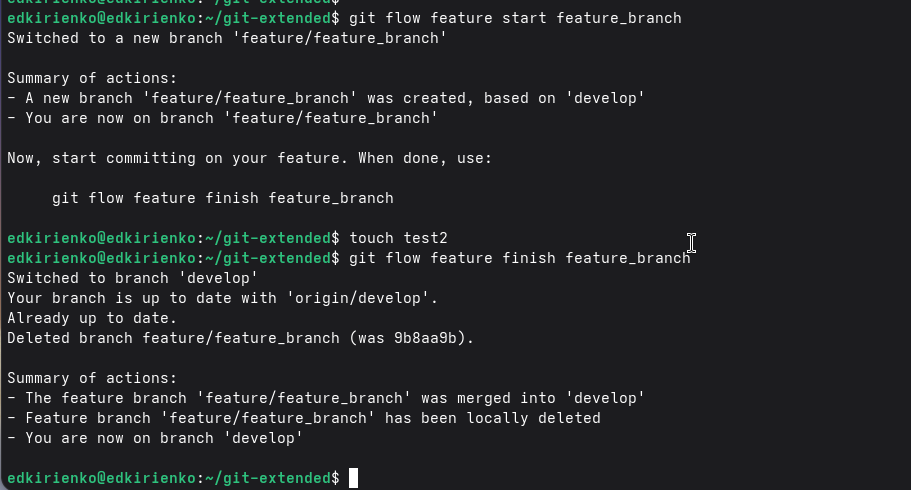 edkirienko@edkirienko:~/git-extended$ git flow feature start feature_branch
Switched to a new branch 'feature/feature_branch'
Summary of actions:
- A new branch 'feature/feature_branch' was created, based on 'develop'
- You are now on branch 'feature/feature_branch'
Now, start committing on your feature. When done, use:
git flow feature finish feature_branch
edkirienko@edkirienko:~/git-extended$ touch test2
edkirienko@edkirienko:~/git-extended$ git flow feature finish feature_branch
Switched to branch 'develop'
Your branch is up to date with 'origin/develop'.
Already up to date.
Deleted branch feature/feature_branch (was 9b8aa9b).
Summary of actions:
- The feature branch 'feature/feature_branch' was merged into 'develop'
- Feature branch 'feature/feature_branch' has been locally deleted
- You are now on branch 'develop'
edkirienko@edkirienko:~/git-extended$